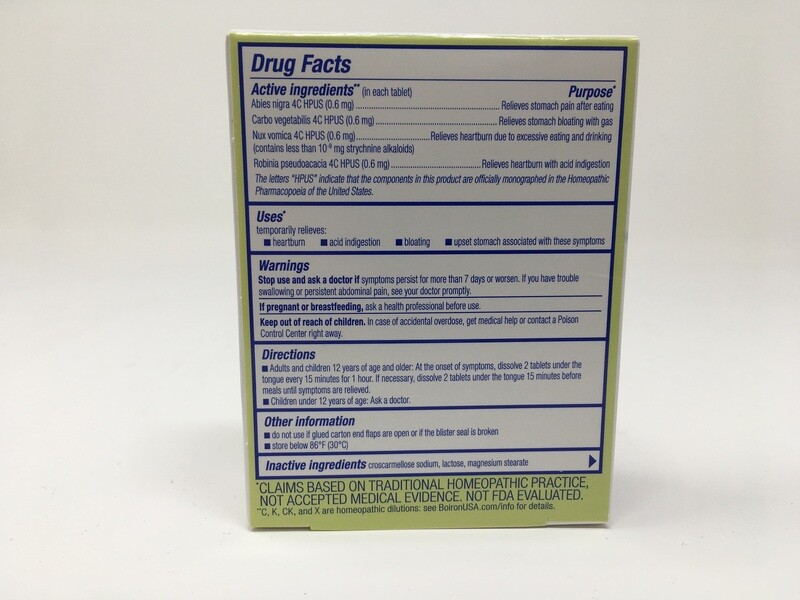 Drug Facts
Active ingredients** (in each tablet) Purpose*
Abies nigra 4C HPUS (0.6 mg) ... Relieves stomach pain after eating
Carbo vegetabilis 4C HPUS (0.6 mg) ... Relieves stomach bloating with gas
Nux vomica 4C HPUS (0.6 mg) ... Relieves heartburn due to excessive eating and drinking
(contains less than 10⁻⁹ mg strychnine alkaloids)
Robinia pseudoacacia 4C HPUS (0.6 mg) ... Relieves heartburn with acid indigestion
The letters "HPUS" indicate that the components in this product are officially monographed in the Homeopathic
Pharmacopoeia of the United States.
Uses*
temporarily relieves:
■ heartburn ■ acid indigestion ■ bloating ■ upset stomach associated with these symptoms
Warnings
Stop use and ask a doctor if symptoms persist for more than 7 days or worsen. If you have trouble
swallowing or persistent abdominal pain, see your doctor promptly.
If pregnant or breastfeeding, ask a health professional before use.
Keep out of reach of children. In case of accidental overdose, get medical help or contact a Poison
Control Center right away.
Directions
■ Adults and children 12 years of age and older: At the onset of symptoms, dissolve 2 tablets under the
tongue every 15 minutes for 1 hour. If necessary, dissolve 2 tablets under the tongue 15 minutes before
meals until symptoms are relieved.
■ Children under 12 years of age: Ask a doctor.
Other information
■ do not use if glued carton end flaps are open or if the blister seal is broken
■ store below 86°F (30°C)
Inactive ingredients croscarmellose sodium, lactose, magnesium stearate
*CLAIMS BASED ON TRADITIONAL HOMEOPATHIC PRACTICE,
NOT ACCEPTED MEDICAL EVIDENCE. NOT FDA EVALUATED.
**C, K, CK, and X are homeopathic dilutions: see BoironUSA.com/info for details.